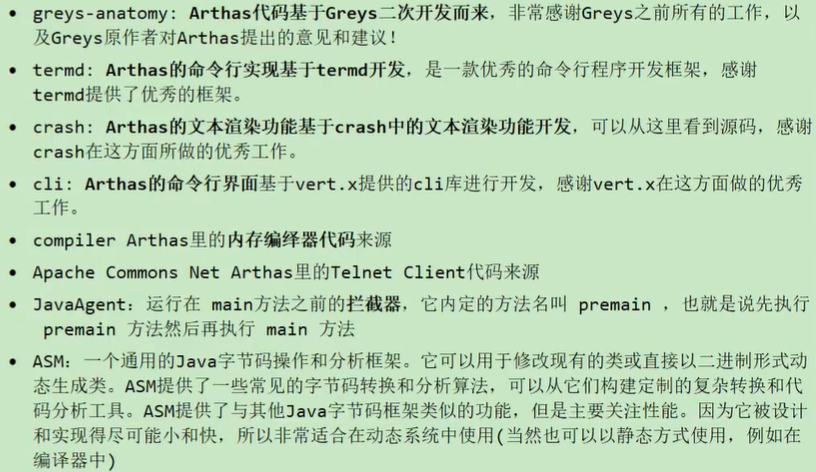 • greys-anatomy: Arthas代码基于Greys二次开发而来，非常感谢Greys之前所有的工作，以
及Greys原作者对Arthas提出的意见和建议！
• termd: Arthas的命令行实现基于termd开发，是一款优秀的命令行程序开发框架，感谢
termd提供了优秀的框架。
• crash: Arthas的文本渲染功能基于crash中的文本渲染功能开发，可以从这里看到源码，感谢
crash在这方面所做的优秀工作。
• cli: Arthas的命令行界面基于vert.x提供的cli库进行开发，感谢vert.x在这方面做的优秀
工作。
• compiler Arthas里的内存编绎器代码来源
• Apache Commons Net Arthas里的Telnet Client代码来源
• JavaAgent：运行在 main方法之前的拦截器，它内定的方法名叫 premain ，也就是说先执行
premain 方法然后再执行 main 方法
• ASM：一个通用的Java字节码操作和分析框架。它可以用于修改现有的类或直接以二进制形式动
态生成类。ASM提供了一些常见的字节码转换和分析算法，可以从它们构建定制的复杂转换和代
码分析工具。ASM提供了与其他Java字节码框架类似的功能，但是主要关注性能。因为它被设计
和实现得尽可能小和快，所以非常适合在动态系统中使用(当然也可以以静态方式使用，例如在
编译器中)